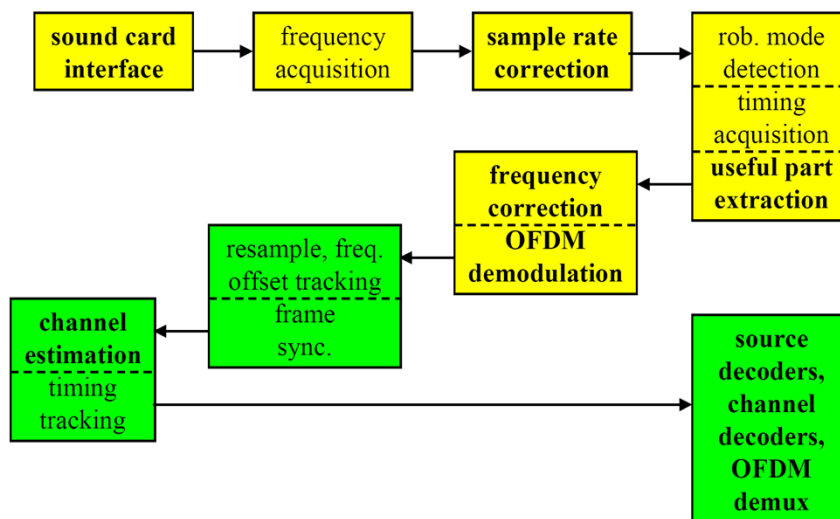 sound card
interface
frequency
acquisition
sample rate
correction
rob. mode
detection
timing
acquisition
useful part
extraction
frequency
correction
OFDM
demodulation
resample, freq.
offset tracking
frame
sync.
channel
estimation
timing
tracking
source
decoders,
channel
decoders,
OFDM
demux